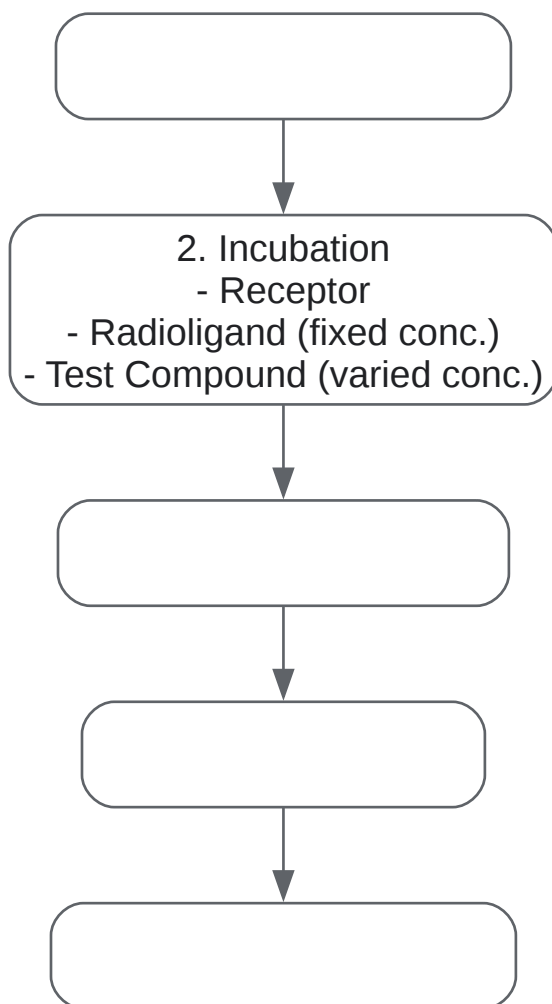 2. Incubation
- Receptor
- Radioligand (fixed conc.)
- Test Compound (varied conc.)